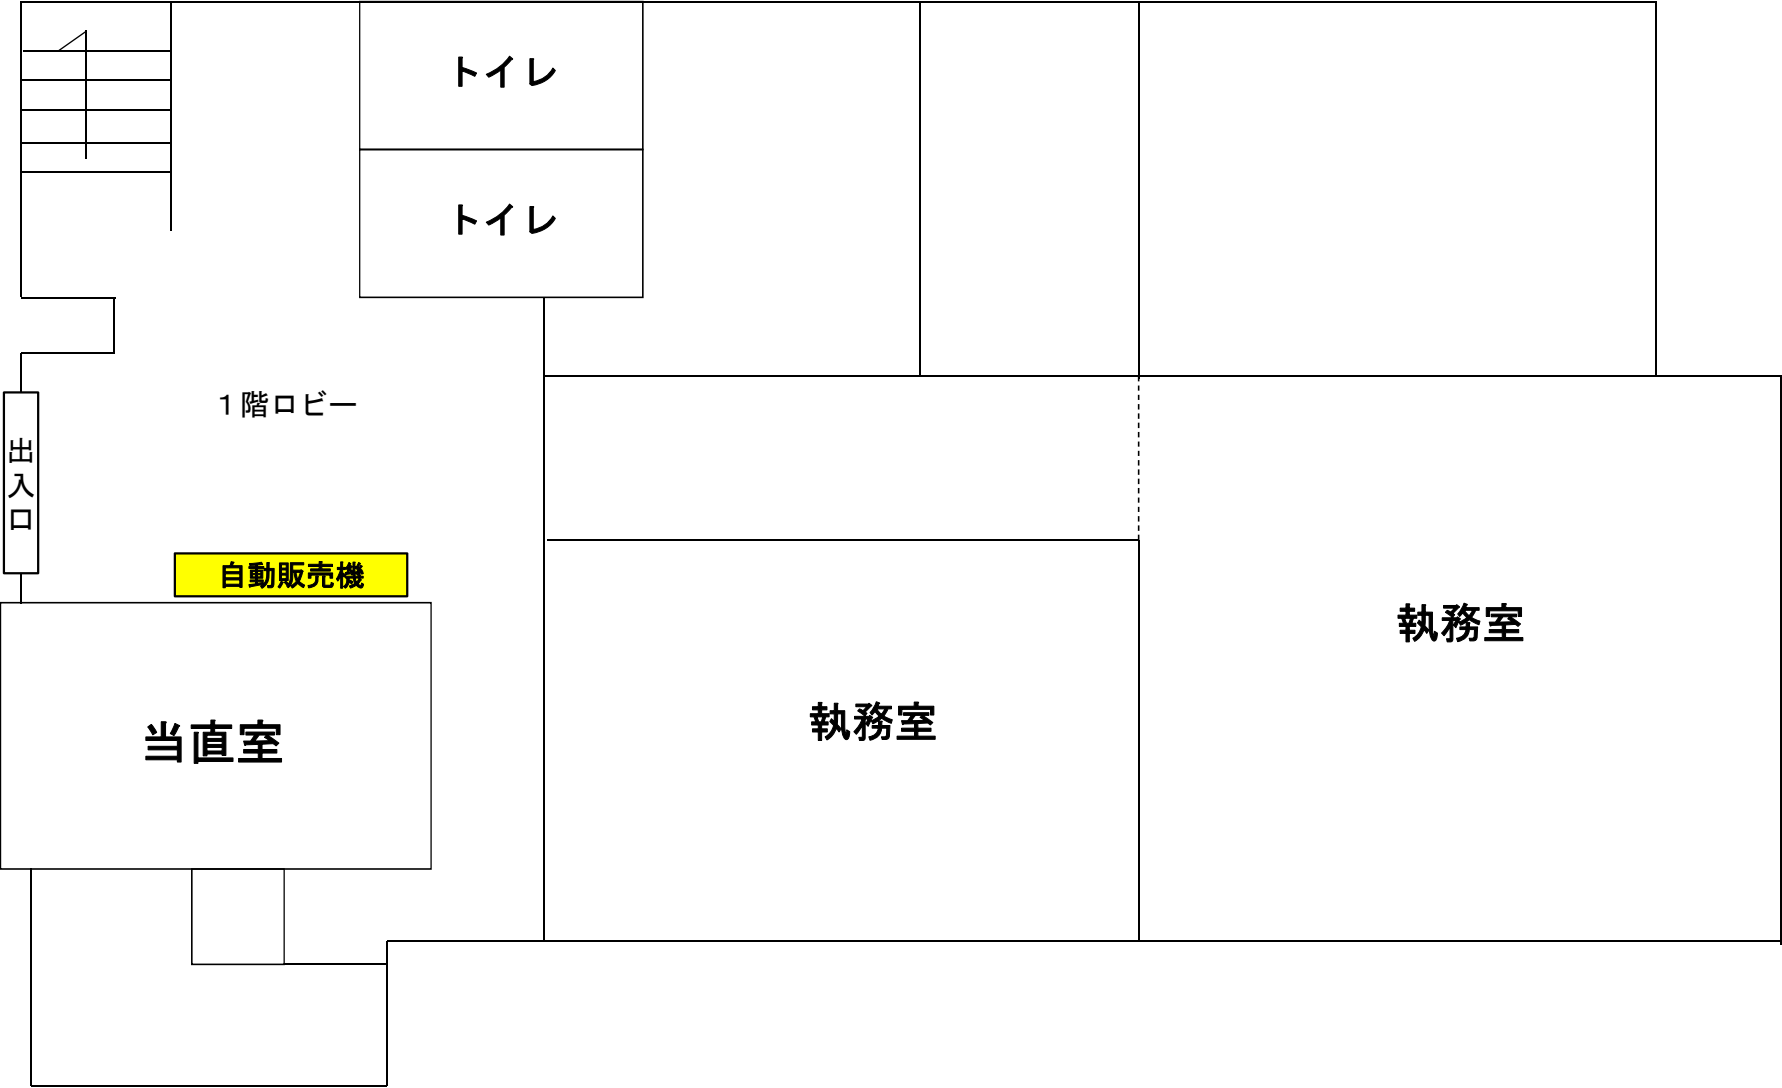 トイレ
トイレ
１階ロビー
出入口
自動販売機
執務室
執務室
当直室